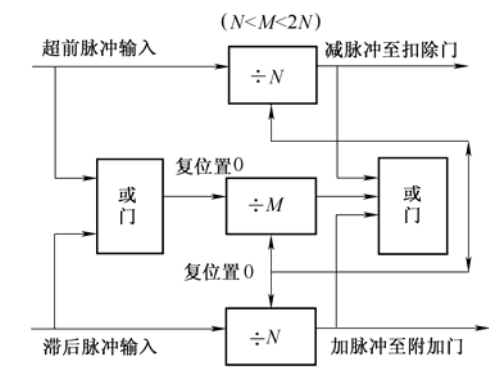 (N<M<2N)
超前脉冲输入
÷N
减脉冲至扣除门
复位置0
或
门
÷M
或
门
复位置0
滞后脉冲输入
÷N
加脉冲至附加门